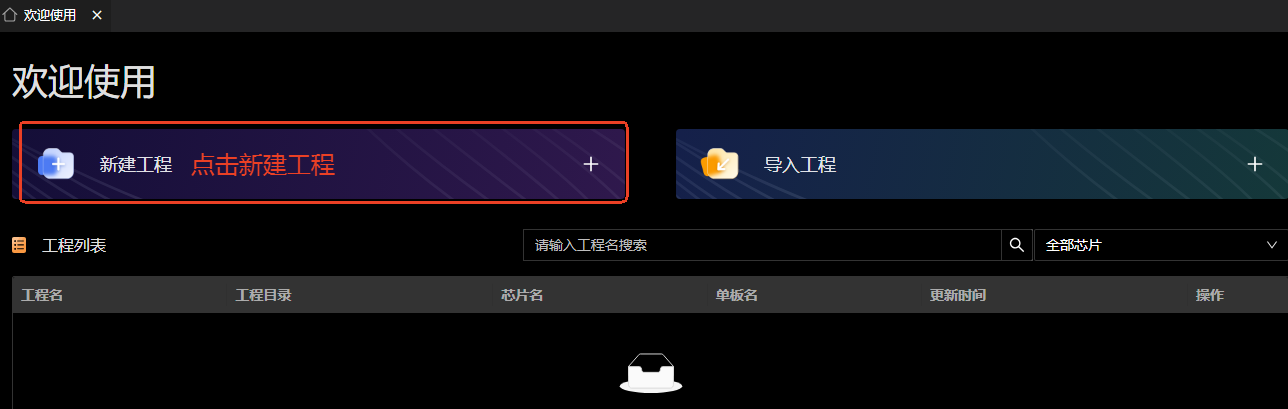 欢迎使用
欢迎使用
新建工程 点击新建工程
导入工程
工程列表
请输入工程名搜索
全部芯片
工程名 工程目录 芯片名 单板名 更新时间 操作